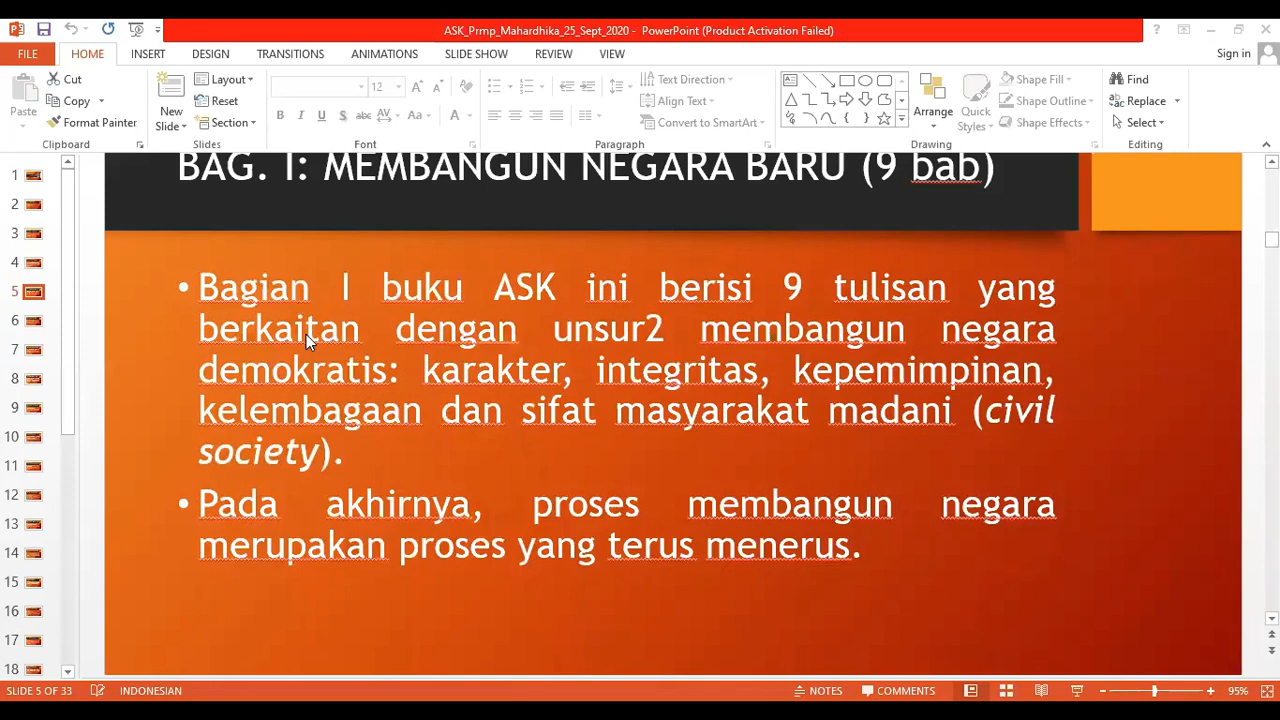 ASK_Prmp_Mahardhika_25_Sept_2020 - PowerPoint (Product Activation Failed)
FILE HOME INSERT DESIGN TRANSITIONS ANIMATIONS SLIDE SHOW REVIEW VIEW Sign in
Paste
Cut
Copy
Format Painter
Clipboard
New Slide
Layout
Reset
Section
Slides
12
B I U S abc AV Aa A
Font
Text Direction
Align Text
Convert to SmartArt
Paragraph
Arrange
Quick Styles
Shape Fill
Shape Outline
Shape Effects
Drawing
Find
Replace
Select
Editing
1
2
3
4
5
6
7
8
9
10
11
12
13
14
15
16
17
18
BAG. I: MEMBANGUN NEGARA BARU (9 bab)
• Bagian I buku ASK ini berisi 9 tulisan yang
berkaitan dengan unsur2 membangun negara
demokratis: karakter, integritas, kepemimpinan,
kelembagaan dan sifat masyarakat madani (civil
society).
• Pada akhirnya, proses membangun negara
merupakan proses yang terus menerus.
SLIDE 5 OF 33 INDONESIAN NOTES COMMENTS 95%